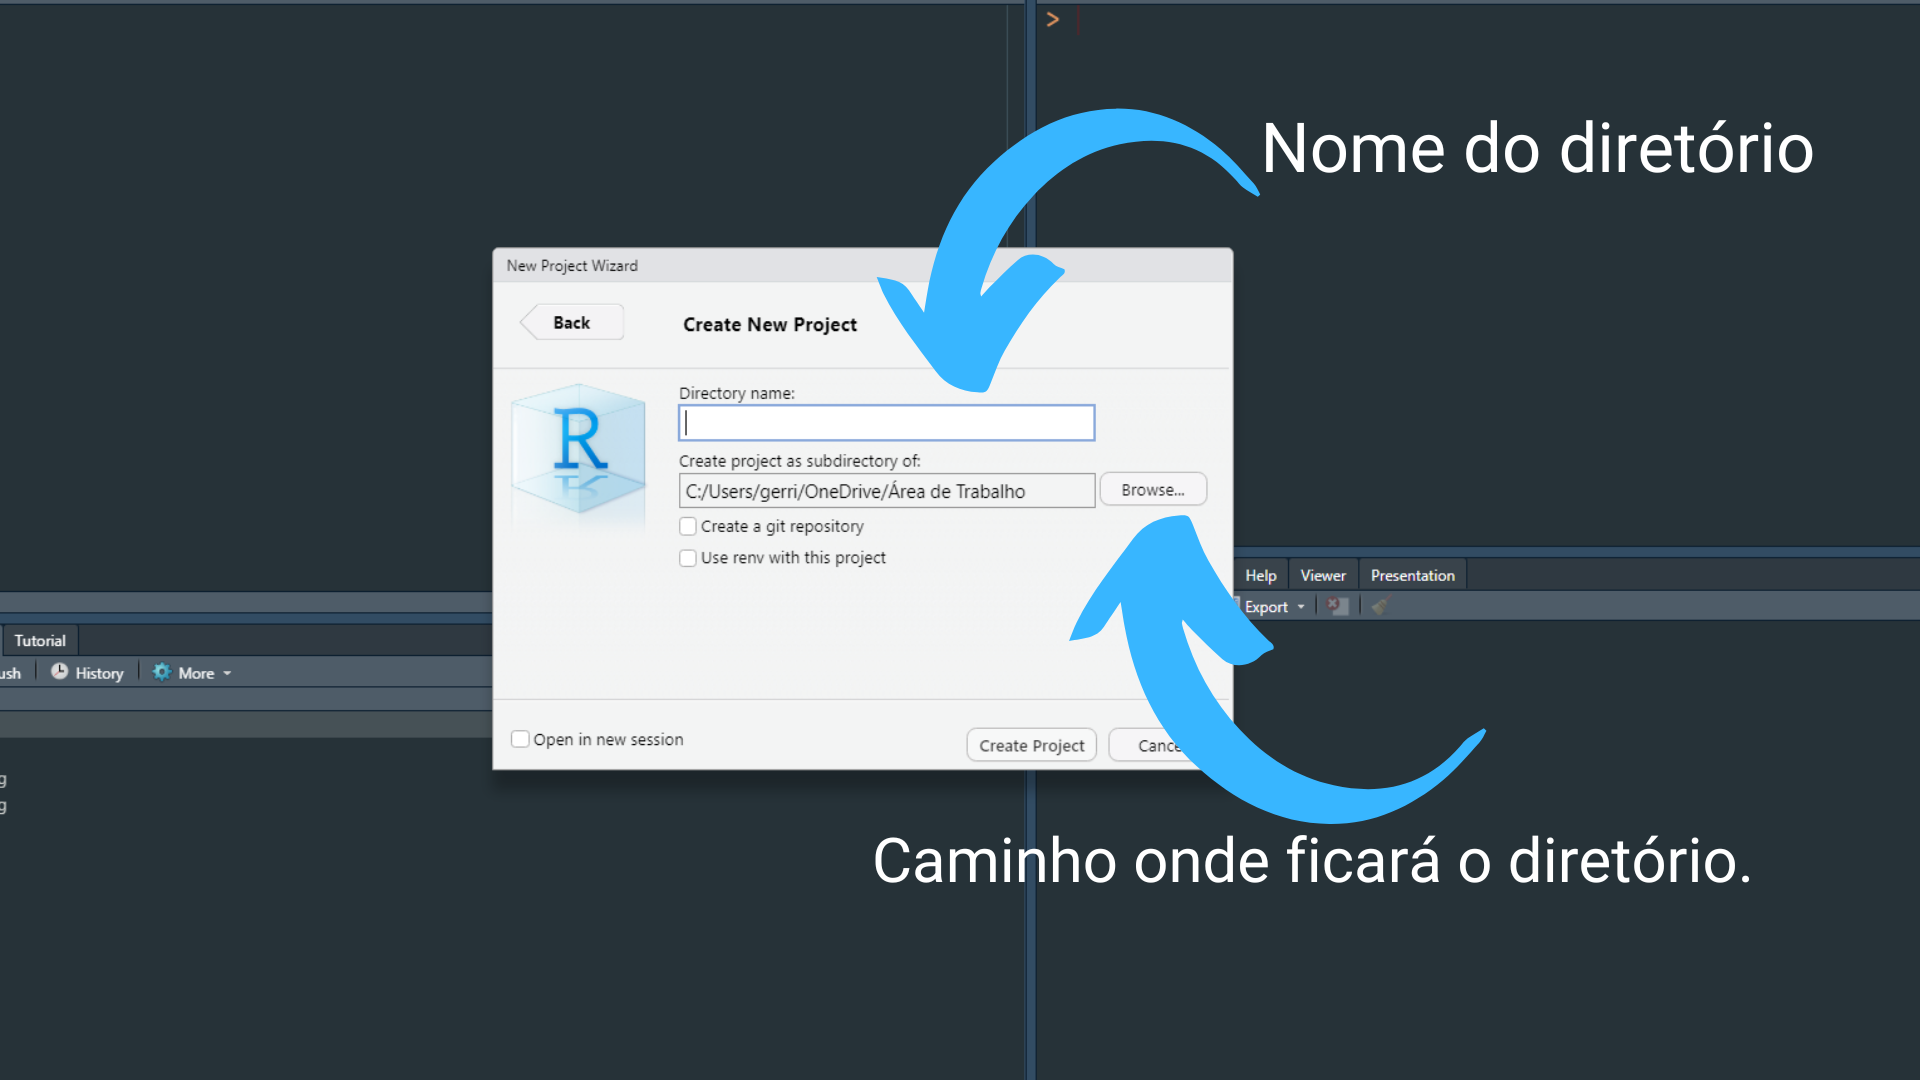 >
Nome do diretório
New Project Wizard
Back
Create New Project
Directory name:
R
Create project as subdirectory of:
C:/Users/gerri/OneDrive/Área de Trabalho
Browse...
Create a git repository
Use renv with this project
Help
Viewer
Presentation
Export
Tutorial
ush
History
More
Open in new session
Create Project
Cance
g
g
Caminho onde ficará o diretório.